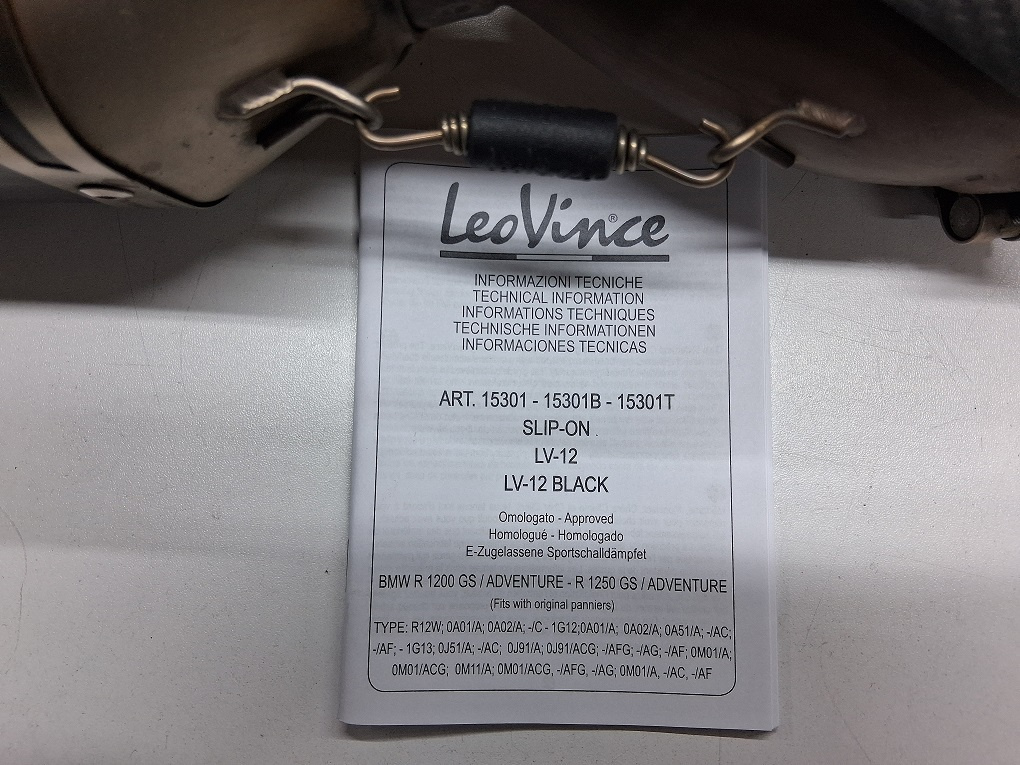 LeoVince®
INFORMAZIONI TECNICHE
TECHNICAL INFORMATION
INFORMATIONS TECHNIQUES
TECHNISCHE INFORMATIONEN
INFORMACIONES TECNICAS
ART. 15301 - 15301B - 15301T
SLIP-ON
LV-12
LV-12 BLACK
Omologato - Approved
Homologué - Homologado
E-Zugelassene Sportschalldämpfet
BMW R 1200 GS / ADVENTURE - R 1250 GS / ADVENTURE
(Fits with original panniers)
TYPE: R12W; 0A01/A; 0A02/A; -/C - 1G12;0A01/A; 0A02/A; 0A51/A; -/AC;
-/AF; - 1G13; 0J51/A; -/AC; 0J91/A; 0J91/ACG; -/AFG; -/AG; -/AF; 0M01/A;
0M01/ACG; 0M11/A; 0M01/ACG, -/AFG, -/AG; 0M01/A, -/AC, -/AF